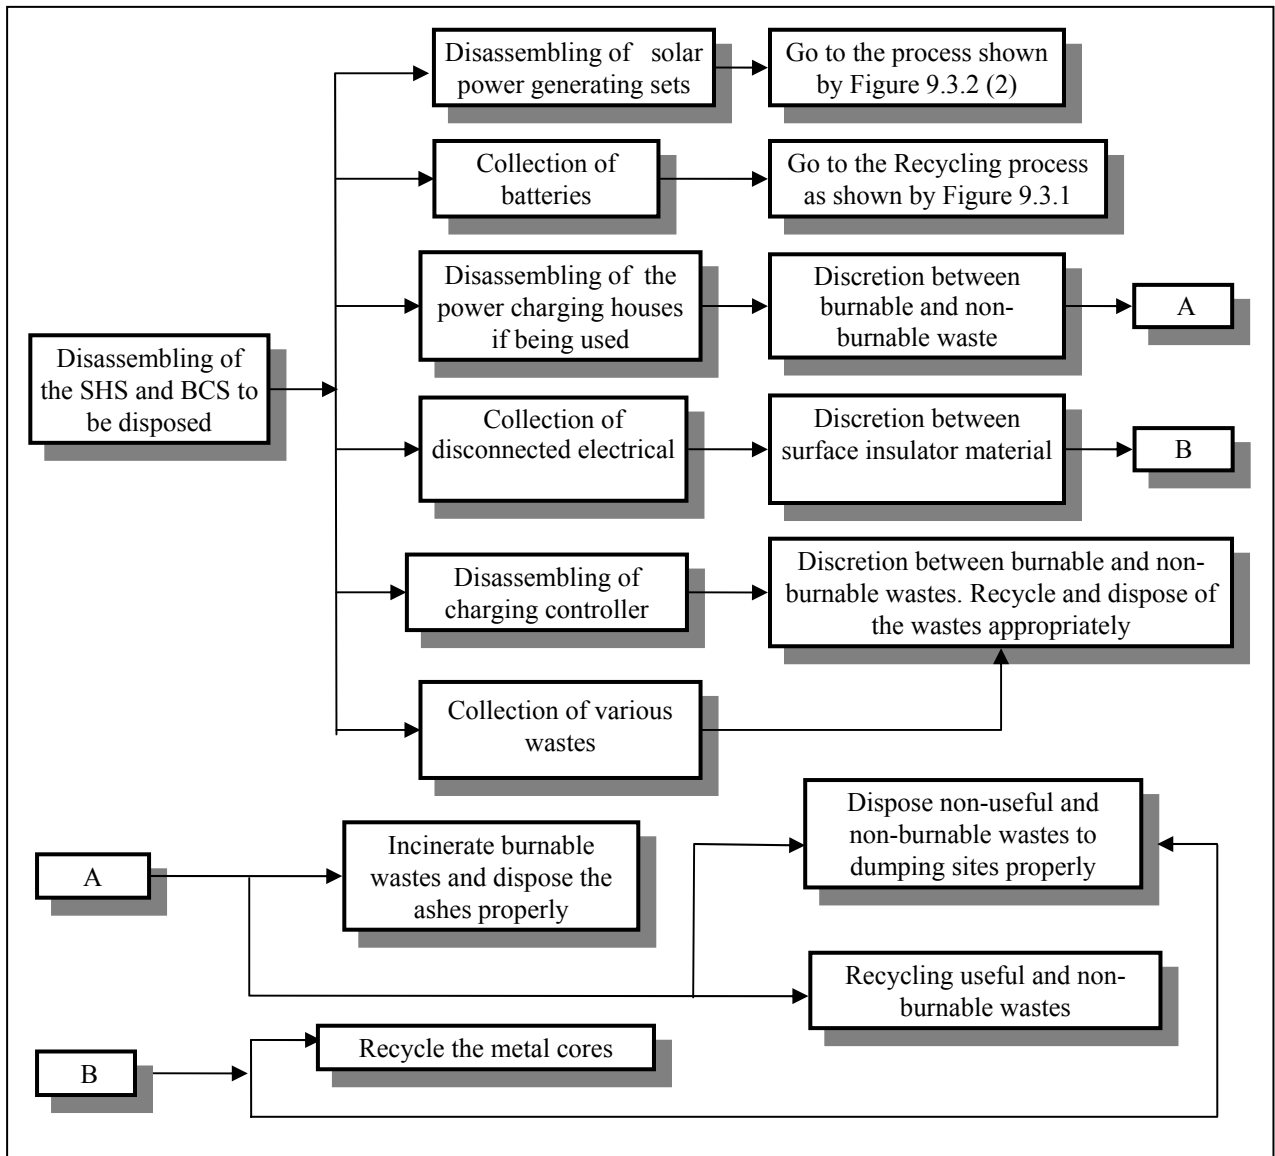 Disassembling of solar
power generating sets
Go to the process shown
by Figure 9.3.2 (2)
Collection of
batteries
Go to the Recycling process
as shown by Figure 9.3.1
Disassembling of the
power charging houses
if being used
Discretion between
burnable and non-
burnable waste
A
Disassembling of
the SHS and BCS to
be disposed
Collection of
disconnected electrical
Discretion between
surface insulator material
B
Disassembling of
charging controller
Discretion between burnable and non-
burnable wastes. Recycle and dispose of
the wastes appropriately
Collection of various
wastes
A
Incinerate burnable
wastes and dispose the
ashes properly
Dispose non-useful and
non-burnable wastes to
dumping sites properly
Recycling useful and non-
burnable wastes
B
Recycle the metal cores